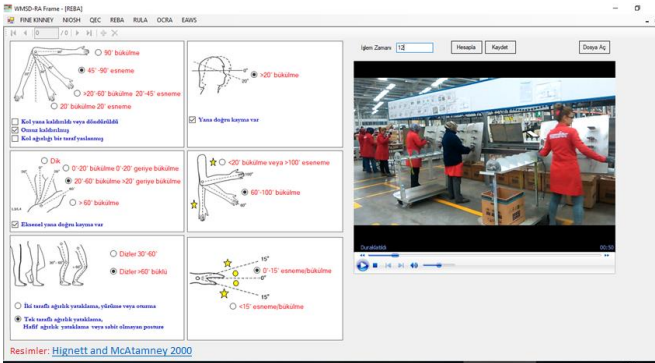 WMSD-RA Frame - [REBA]
FINE KINNEY NIOSH QEC REBA RULA OCRA EAWS
0 / 0
İşlem Zamanı 12 Hesapla Kaydet Dosya Aç
90˚ bükülme
45˚-90˚ esneme
>20˚-60˚ bükülme 20˚-45˚ esneme
20˚ bükülme 20˚ esneme
Kol yana kaldırıldı veya döndürüldü
Omuz kaldırılmış
Kol ağırlığı bir taraf yaslanmış
0°
20°
>20˚ bükülme
Yana doğru kayma var
Dik
0˚-20˚ bükülme 0˚-20˚ geriye bükülme
20˚-60˚ bükülme >20˚ geriye bükülme
> 60˚ bükülme
Eksenel yana doğru kayma var
<20˚ bükülme veya >100˚ esneme
60˚-100˚ bükülme
Dizler 30˚-60˚
Dizler >60˚ büklü
İki taraflı ağırlık yataklama, yürüme veya oturma
Tek taraflı ağırlık yataklama,
Hafif ağırlık yataklama veya sabit olmayan posture
15°
0˚-15˚ esneme/bükülme
0°
15°
<15˚ esneme/bükülme
Duraklatıldı 00:50
Resimler: Hignett and McAtamney 2000